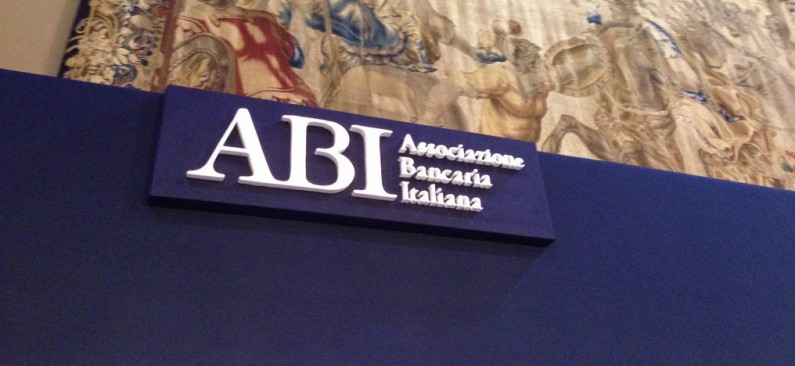 ABI
Associazione
Bancaria
Italiana